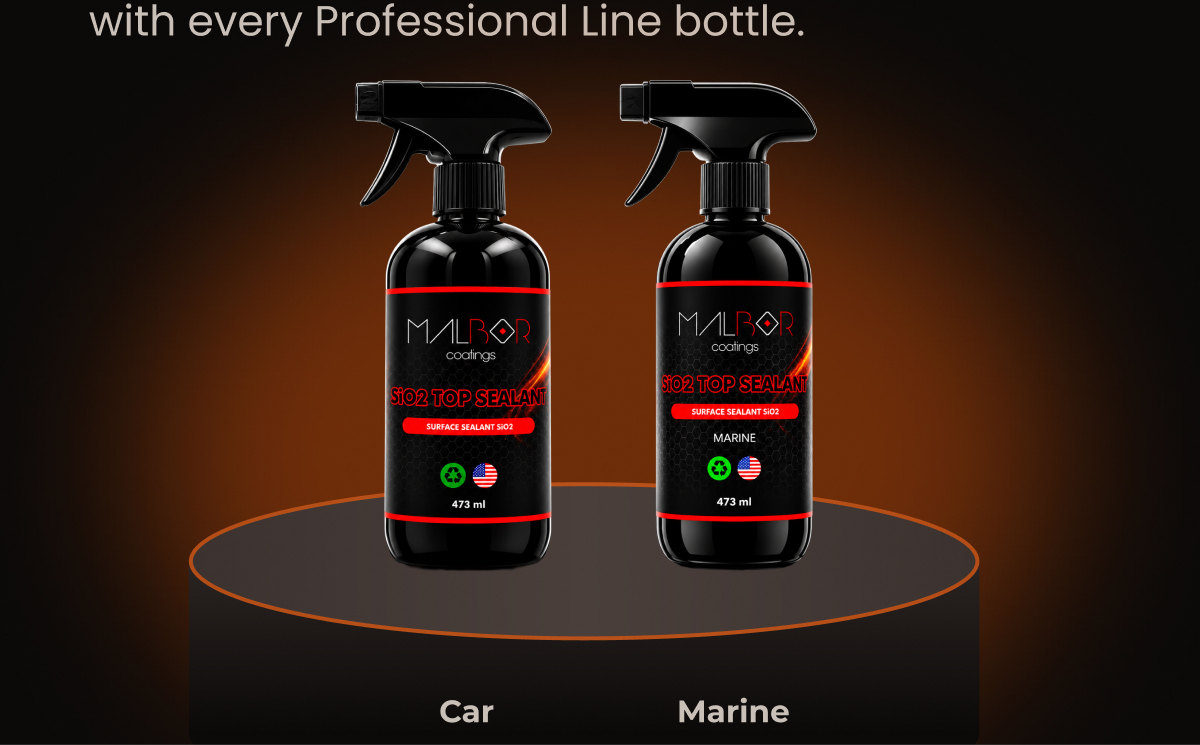 with every Professional Line bottle.
MALBOR
coatings
SiO2 TOP SEALANT
SURFACE SEALANT SiO2
473 ml
MALBOR
coatings
SiO2 TOP SEALANT
SURFACE SEALANT SiO2
MARINE
473 ml
Car
Marine